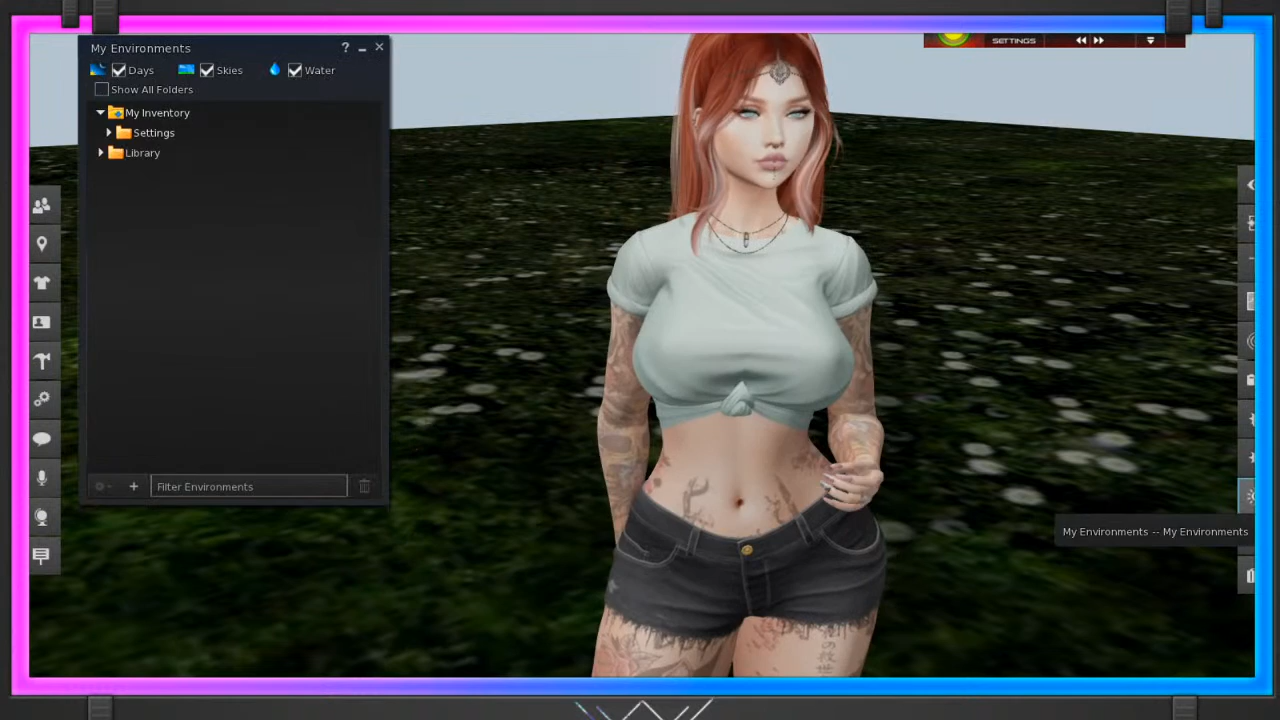 My Environments
?
Days Skies Water
Show All Folders
My Inventory
Settings
Library
Filter Environments
SETTINGS
My Environments -- My Environments